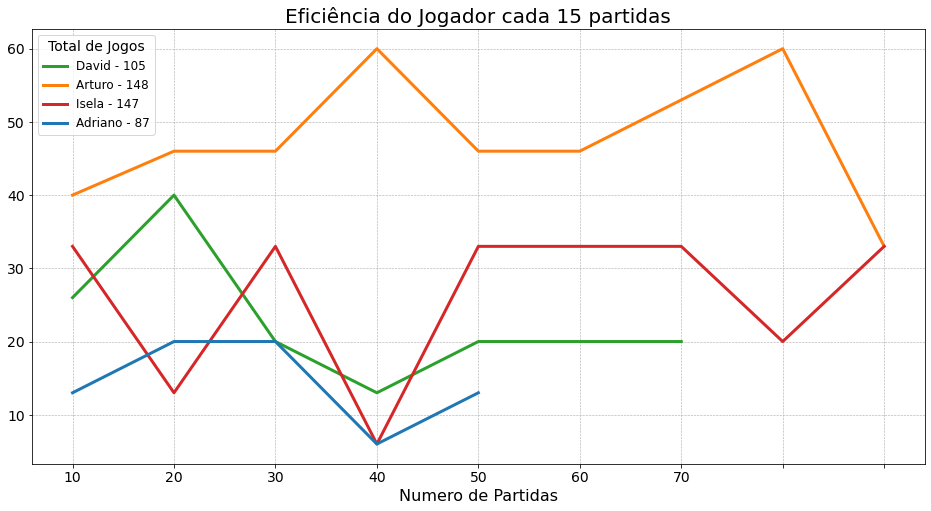 Eficiência do Jogador cada 15 partidas
Total de Jogos
David - 105
Arturo - 148
Isela - 147
Adriano - 87
60
50
40
30
20
10
10 20 30 40 50 60 70
Numero de Partidas